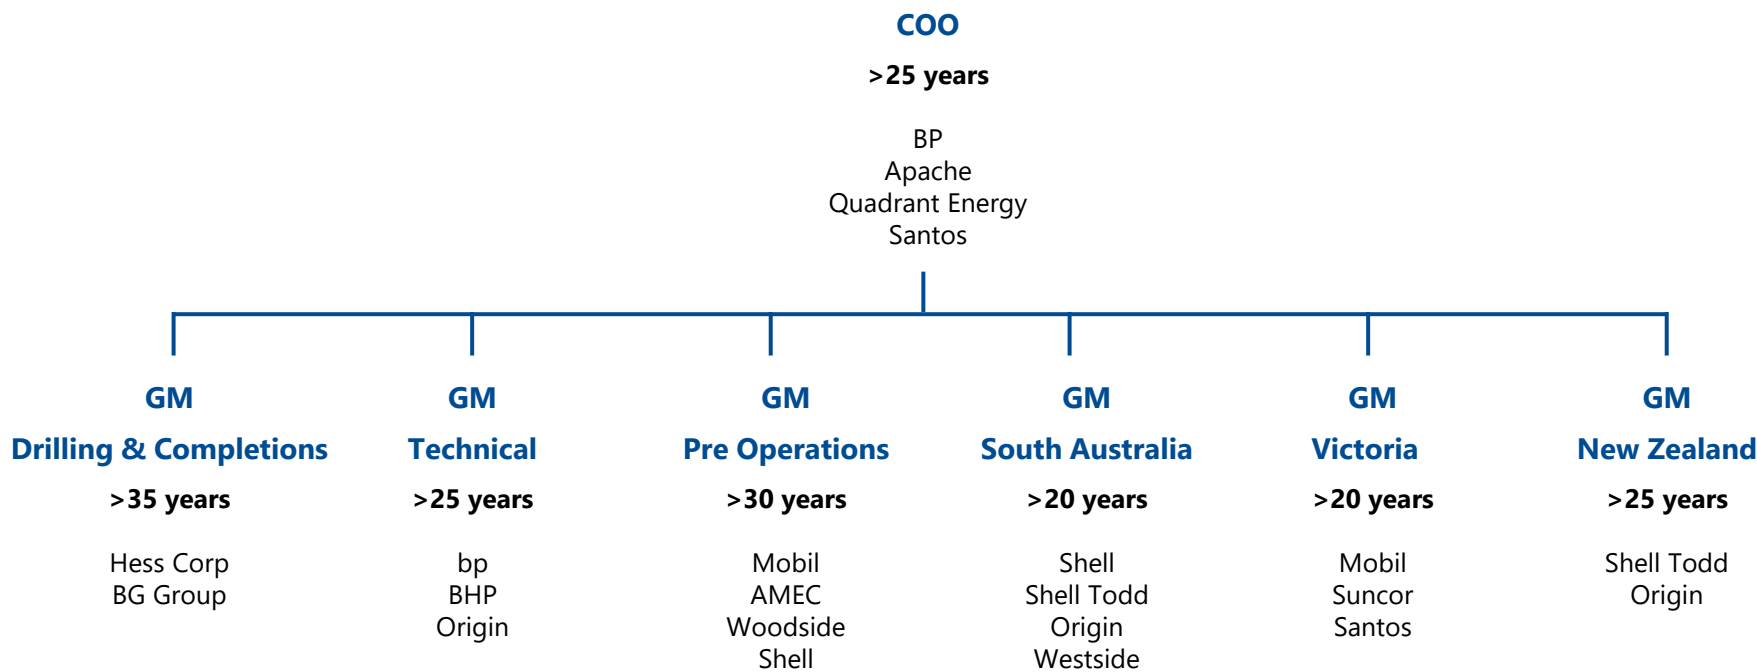 COO
>25 years
BP
Apache
Quadrant Energy
Santos
GM
Drilling & Completions
>35 years
Hess Corp
BG Group
GM
Technical
>25 years
bp
BHP
Origin
GM
Pre Operations
>30 years
Mobil
AMEC
Woodside
Shell
GM
South Australia
>20 years
Shell
Shell Todd
Origin
Westside
GM
Victoria
>20 years
Mobil
Suncor
Santos
GM
New Zealand
>25 years
Shell Todd
Origin